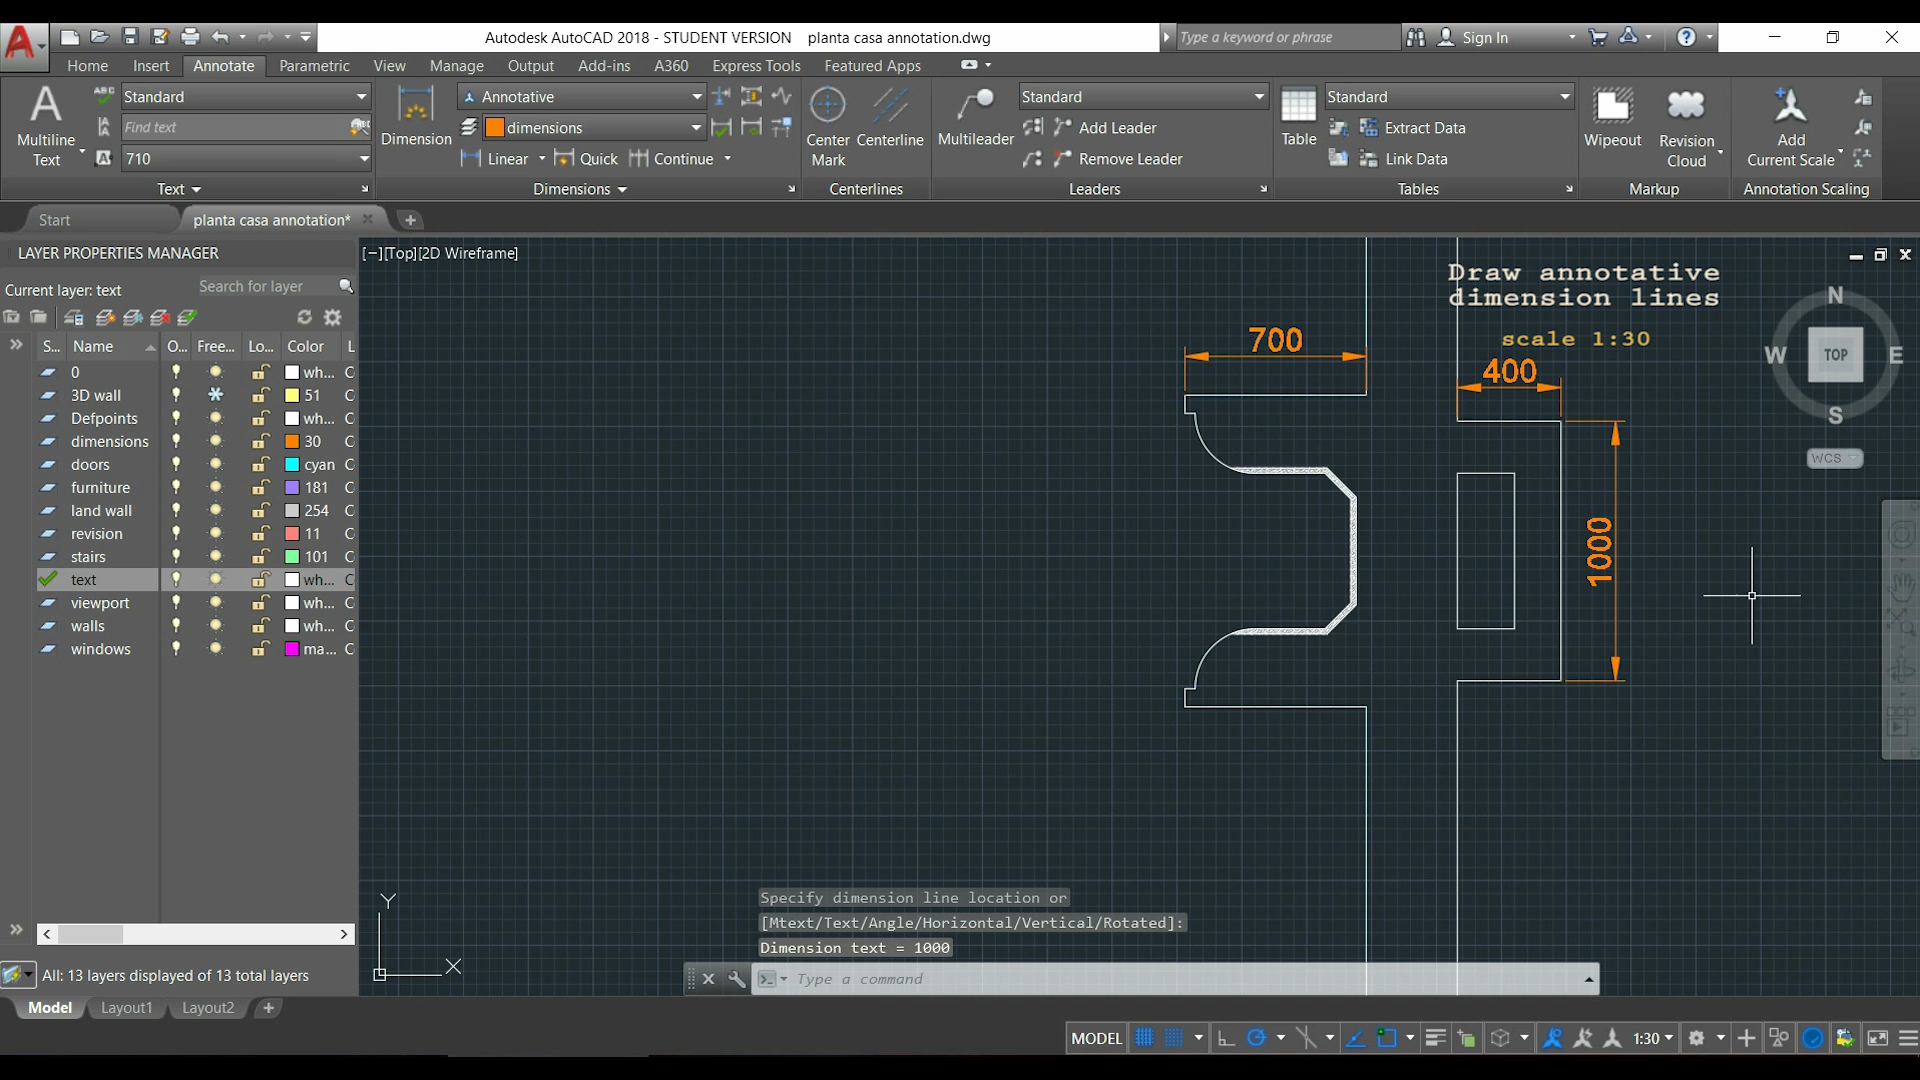 Autodesk AutoCAD 2018 - STUDENT VERSION planta casa annotation.dwg
Type a keyword or phrase
Sign In
Home Insert Annotate Parametric View Manage Output Add-ins A360 Express Tools Featured Apps
Multiline Text
Standard
Find text
710
Text
Dimension
Annotative
dimensions
Linear Quick Continue
Dimensions
Center Mark
Centerline
Centerlines
Multileader
Standard
Add Leader
Remove Leader
Leaders
Table
Standard
Extract Data
Link Data
Tables
Wipeout
Revision Cloud
Markup
Add Current Scale
Annotation Scaling
Start
planta casa annotation*
LAYER PROPERTIES MANAGER
Current layer: text
Search for layer
S... Name O... Free... Lo... Color L
0 wh... C
3D wall 51 C
Defpoints wh... C
dimensions 30 C
doors cyan C
furniture 181 C
land wall 254 C
revision 11 C
stairs 101 C
text wh... C
viewport wh... C
walls wh... C
windows ma... C
All: 13 layers displayed of 13 total layers
[−][Top][2D Wireframe]
Draw annotative
dimension lines
scale 1:30
700
400
1000
N
W TOP E
S
WCS
Y
X
Specify dimension line location or
[Mtext/Text/Angle/Horizontal/Vertical/Rotated]:
Dimension text = 1000
Type a command
Model Layout1 Layout2
MODEL
1:30